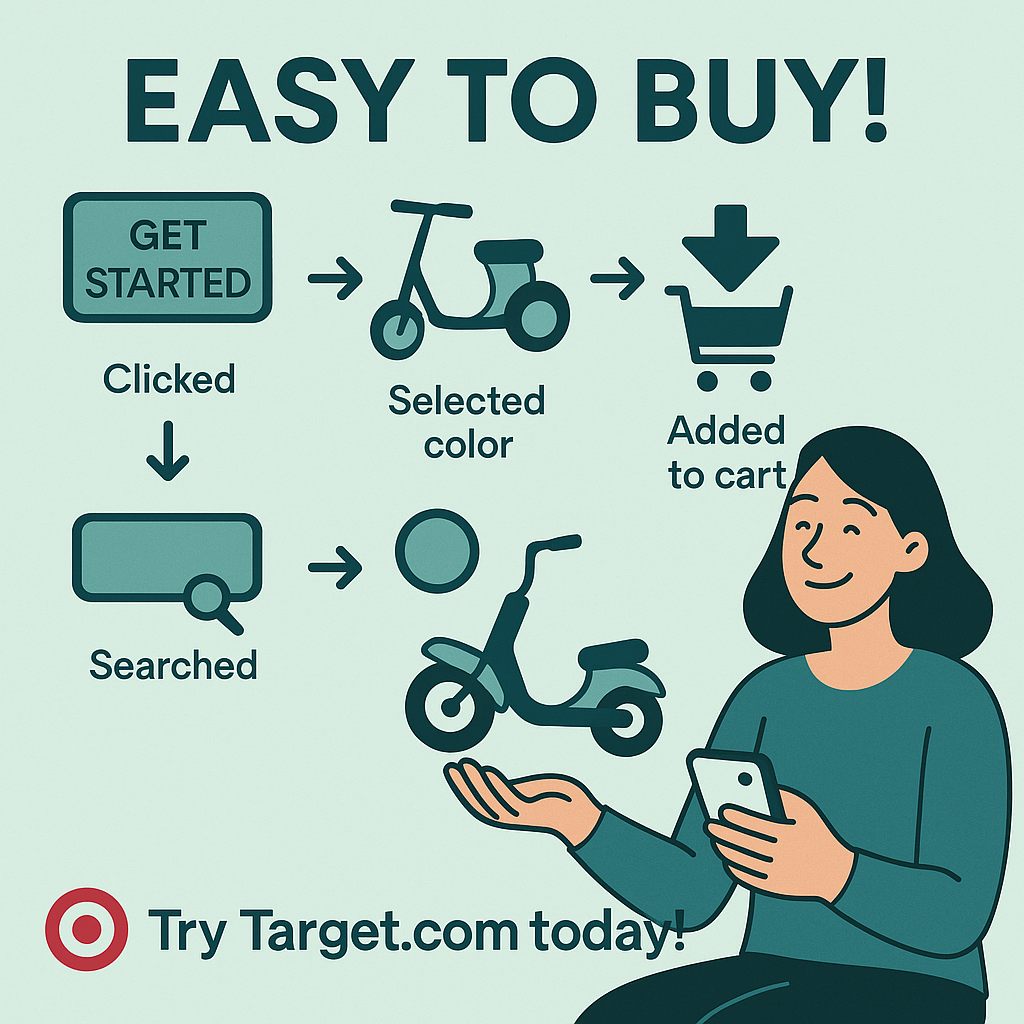 EASY TO BUY!
GET
STARTED
Clicked
Selected
color
Added
to cart
Searched
Try Target.com today!